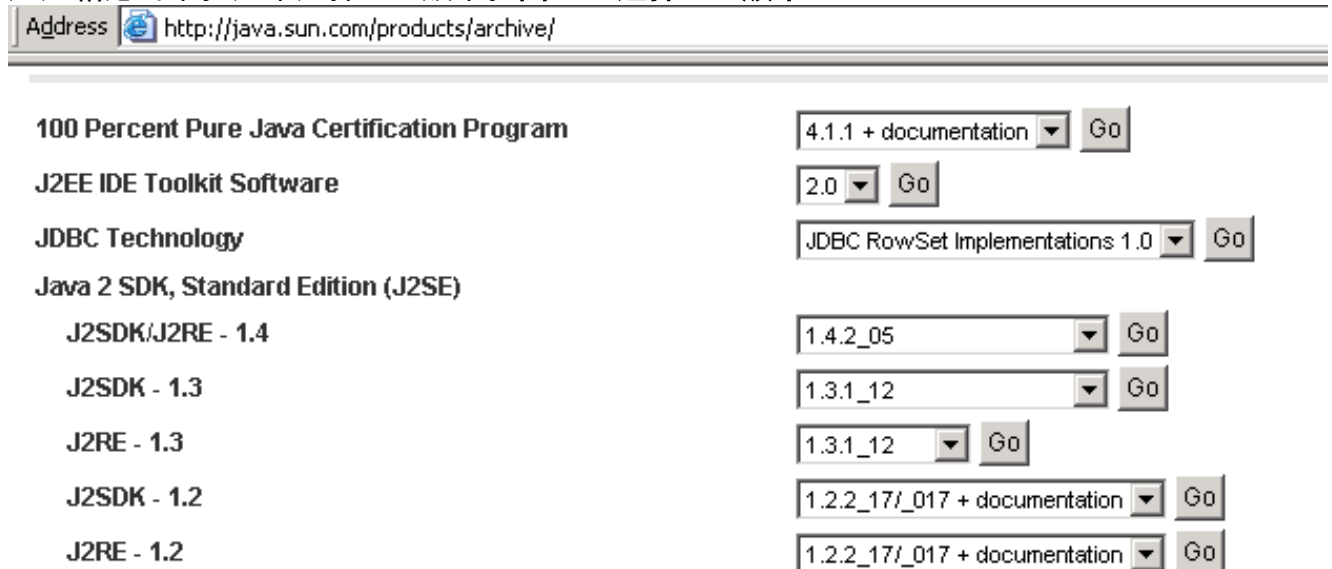 Address http://java.sun.com/products/archive/
100 Percent Pure Java Certification Program 4.1.1 + documentation Go
J2EE IDE Toolkit Software 2.0 Go
JDBC Technology JDBC RowSet Implementations 1.0 Go
Java 2 SDK, Standard Edition (J2SE)
J2SDK/J2RE - 1.4 1.4.2_05 Go
J2SDK - 1.3 1.3.1_12 Go
J2RE - 1.3 1.3.1_12 Go
J2SDK - 1.2 1.2.2_17/_017 + documentation Go
J2RE - 1.2 1.2.2_17/_017 + documentation Go